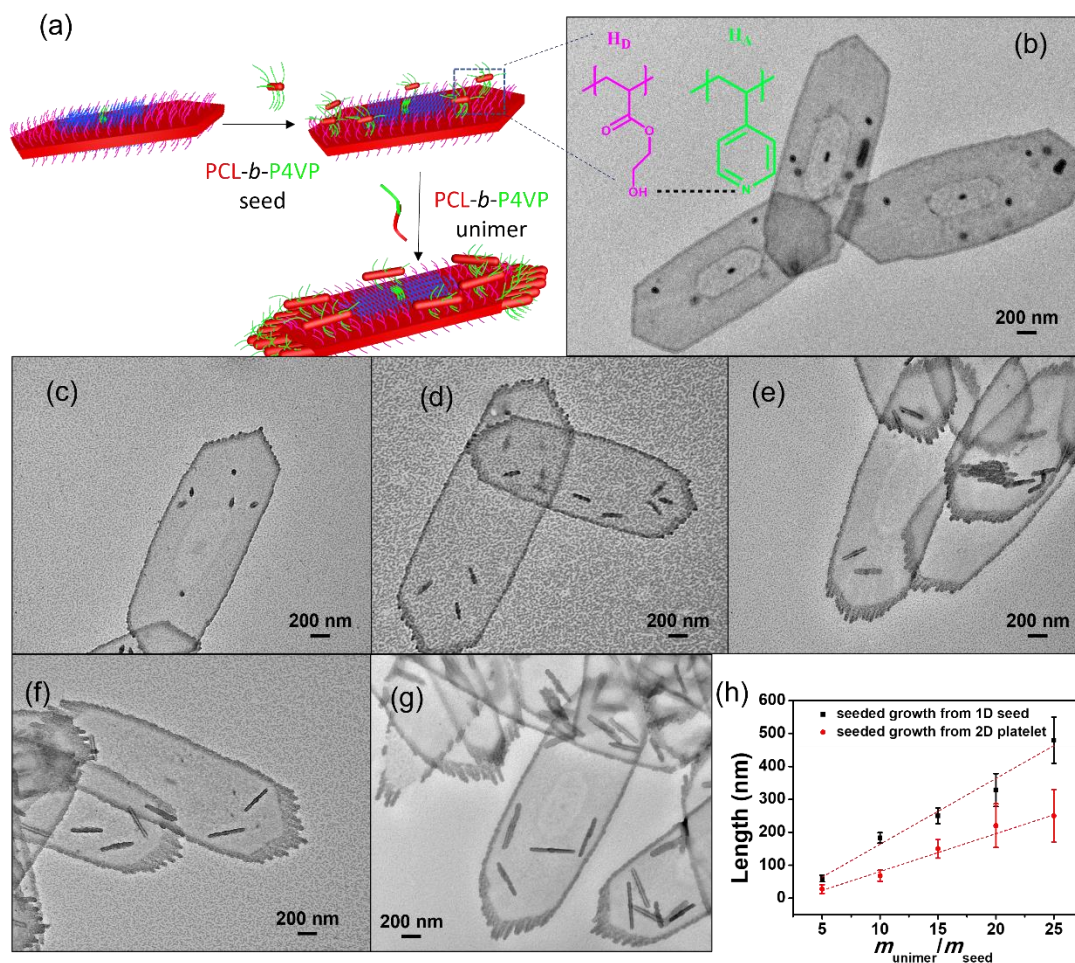 (a)
PCL-b-P4VP
seed
PCL-b-P4VP
unimer
H_D
H_A
O
O
OH
N
(b)
200 nm
(c)
200 nm
(d)
200 nm
(e)
200 nm
(f)
200 nm
(g)
200 nm
(h)
seeded growth from 1D seed
seeded growth from 2D platelet
Length (nm)
600
500
400
300
200
100
0
5 10 15 20 25
m_unimer/m_seed